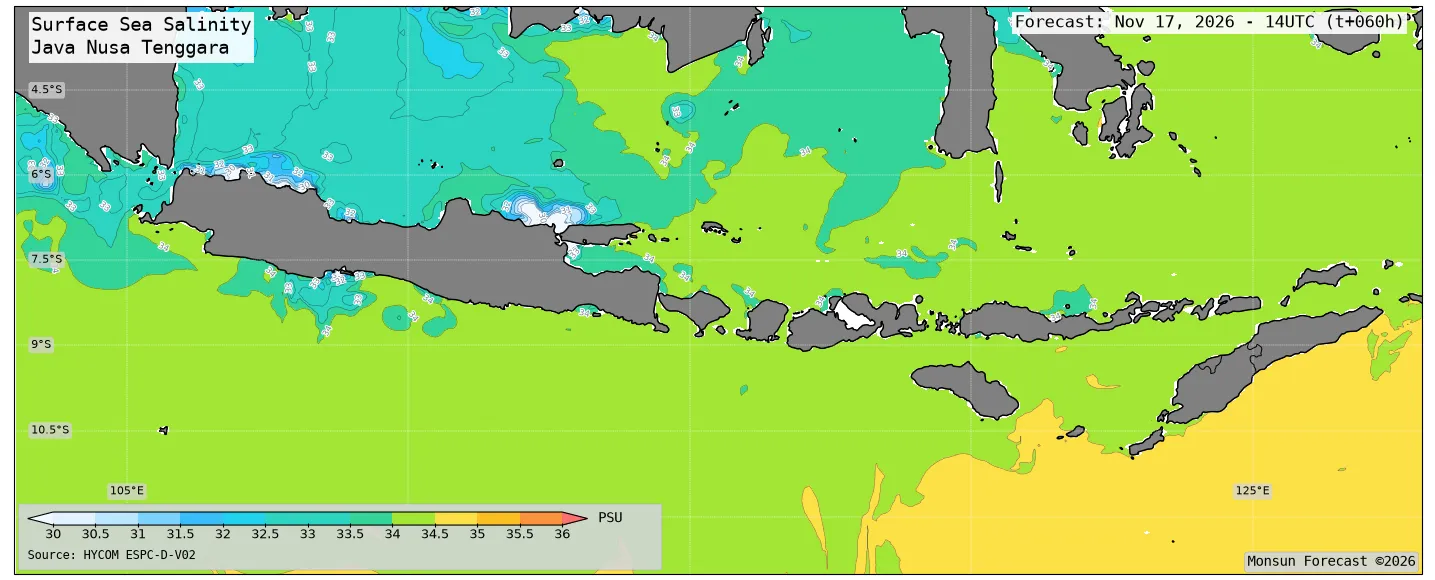 Surface Sea Salinity
Java Nusa Tenggara
Forecast: Nov 17, 2026 - 14UTC (t+060h)
4.5°S
6°S
7.5°S
9°S
10.5°S
105°E
125°E
30 30.5 31 31.5 32 32.5 33 33.5 34 34.5 35 35.5 36
PSU
Source: HYCOM ESPC-D-V02
Monsun Forecast ©2026